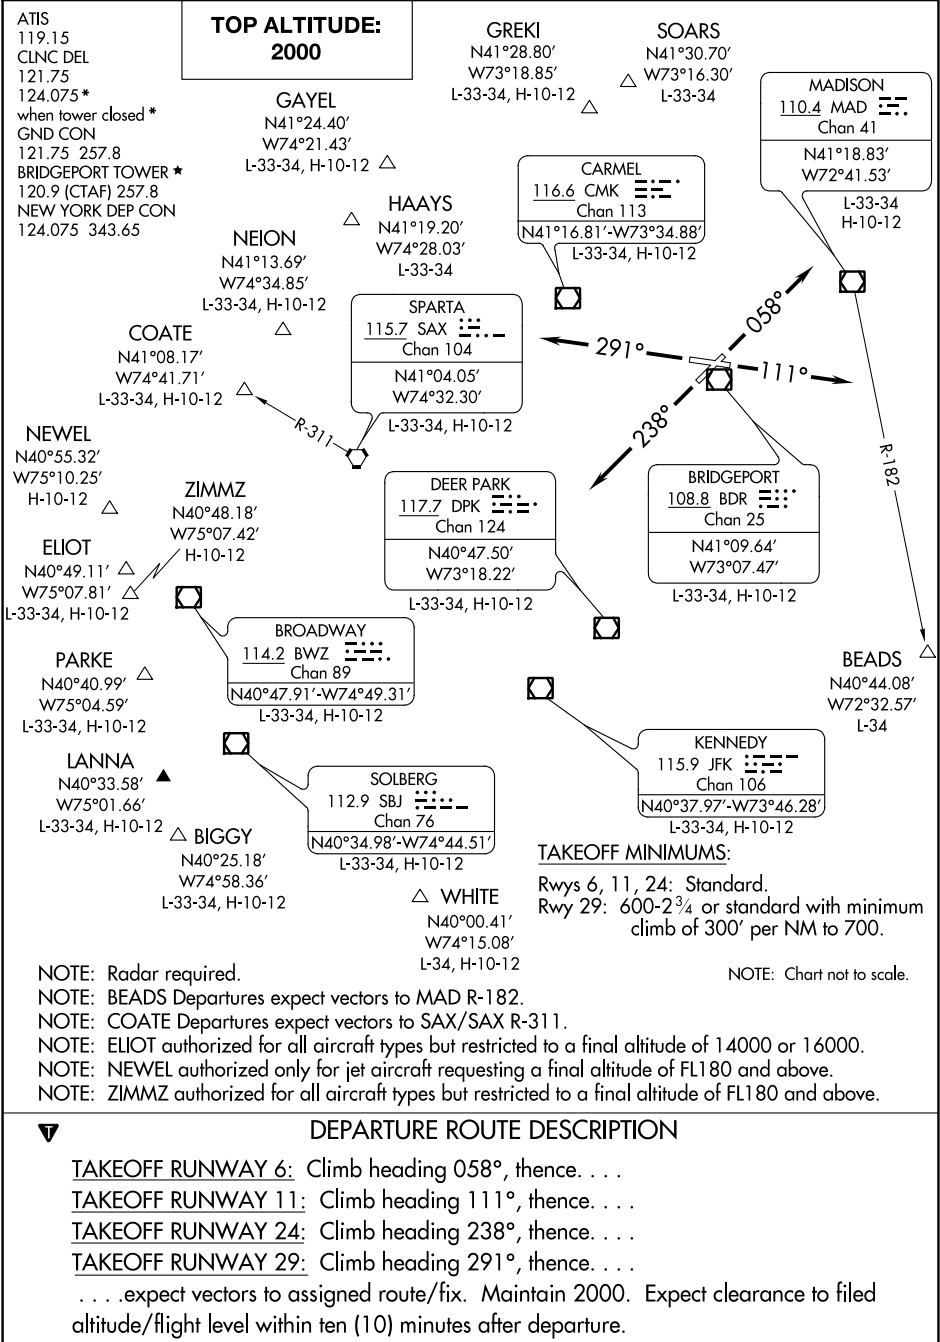 ATIS
119.15
CLNC DEL
121.75
124.075 *
when tower closed *
GND CON
121.75 257.8
BRIDGEPORT TOWER ★
120.9 (CTAF) 257.8
NEW YORK DEP CON
124.075 343.65
TOP ALTITUDE:
2000
GREKI
N41°28.80′
W73°18.85′
L-33-34, H-10-12
SOARS
N41°30.70′
W73°16.30′
L-33-34
MADISON
110.4 MAD
Chan 41
N41°18.83′
W72°41.53′
L-33-34
H-10-12
GAYEL
N41°24.40′
W74°21.43′
L-33-34, H-10-12
CARMEL
116.6 CMK
Chan 113
N41°16.81′-W73°34.88′
L-33-34, H-10-12
HAAYS
N41°19.20′
W74°28.03′
L-33-34
NEION
N41°13.69′
W74°34.85′
L-33-34, H-10-12
SPARTA
115.7 SAX
Chan 104
N41°04.05′
W74°32.30′
L-33-34, H-10-12
COATE
N41°08.17′
W74°41.71′
L-33-34, H-10-12
R-311
058°
291°
111°
238°
R-182
NEWEL
N40°55.32′
W75°10.25′
H-10-12
ZIMMZ
N40°48.18′
W75°07.42′
H-10-12
DEER PARK
117.7 DPK
Chan 124
N40°47.50′
W73°18.22′
L-33-34, H-10-12
BRIDGEPORT
108.8 BDR
Chan 25
N41°09.64′
W73°07.47′
L-33-34, H-10-12
ELIOT
N40°49.11′
W75°07.81′
L-33-34, H-10-12
BROADWAY
114.2 BWZ
Chan 89
N40°47.91′-W74°49.31′
L-33-34, H-10-12
PARKE
N40°40.99′
W75°04.59′
L-33-34, H-10-12
BEADS
N40°44.08′
W72°32.57′
L-34
KENNEDY
115.9 JFK
Chan 106
N40°37.97′-W73°46.28′
L-33-34, H-10-12
LANNA
N40°33.58′
W75°01.66′
L-33-34, H-10-12
SOLBERG
112.9 SBJ
Chan 76
N40°34.98′-W74°44.51′
L-33-34, H-10-12
BIGGY
N40°25.18′
W74°58.36′
L-33-34, H-10-12
WHITE
N40°00.41′
W74°15.08′
L-34, H-10-12
TAKEOFF MINIMUMS:
Rwys 6, 11, 24: Standard.
Rwy 29: 600-2¾ or standard with minimum
climb of 300′ per NM to 700.
NOTE: Chart not to scale.
NOTE: Radar required.
NOTE: BEADS Departures expect vectors to MAD R-182.
NOTE: COATE Departures expect vectors to SAX/SAX R-311.
NOTE: ELIOT authorized for all aircraft types but restricted to a final altitude of 14000 or 16000.
NOTE: NEWEL authorized only for jet aircraft requesting a final altitude of FL180 and above.
NOTE: ZIMMZ authorized for all aircraft types but restricted to a final altitude of FL180 and above.
T
DEPARTURE ROUTE DESCRIPTION
TAKEOFF RUNWAY 6: Climb heading 058°, thence. . . .
TAKEOFF RUNWAY 11: Climb heading 111°, thence. . . .
TAKEOFF RUNWAY 24: Climb heading 238°, thence. . . .
TAKEOFF RUNWAY 29: Climb heading 291°, thence. . . .
. . . .expect vectors to assigned route/fix. Maintain 2000. Expect clearance to filed
altitude/flight level within ten (10) minutes after departure.